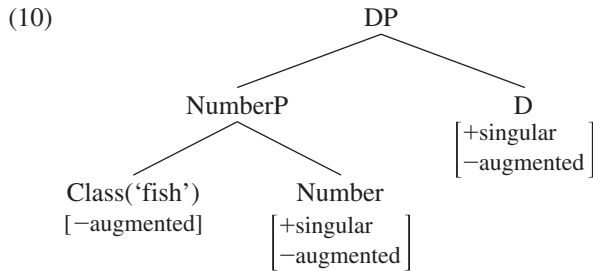 (10) DP
NumberP D
[+singular
−augmented]
Class(‘fish’) Number
[−augmented] [+singular
−augmented]